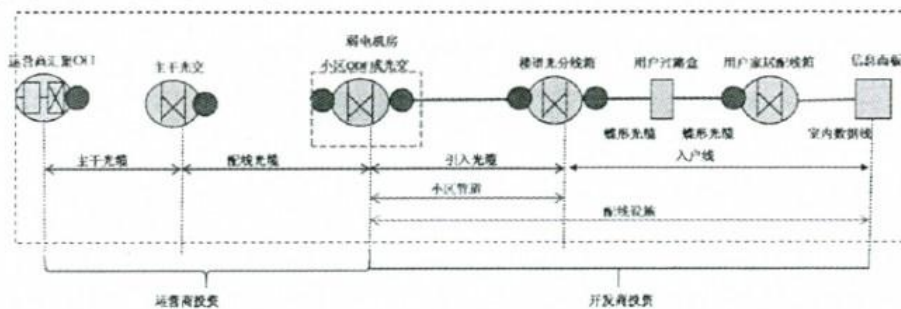 弱电机房
运营商汇聚OLT
主干光交
小区ODF或光交
楼道光分线箱
用户过路盒
用户家居配线箱
信息面板
蝶形光缆
蝶形光缆
室内数据线
主干光缆
配线光缆
引入光缆
入户线
小区管道
配线设施
运营商投资
开发商投资